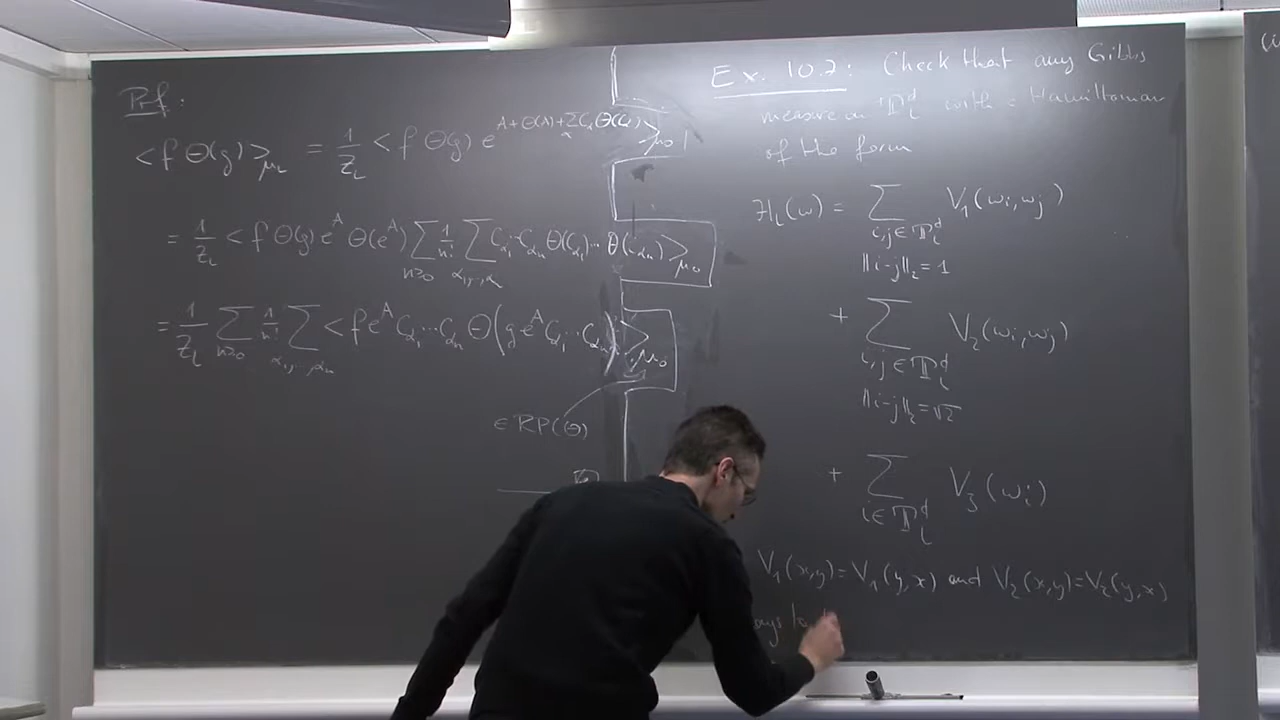 Prf:
<f Θ(g)>_{μ_L} = 1/Z_L <f Θ(g) e^{A+Θ(A)+Σ_α C_α Θ(C_α)}>_{μ_0}
= 1/Z_L <f Θ(g) e^A Θ(e^A) Σ_{n≥0} 1/n! Σ_{α_1,…,α_n} C_{α_1}⋯C_{α_n} Θ(C_{α_1})⋯ Θ(C_{α_n})>_{μ_0}
= 1/Z_L Σ_{n≥0} 1/n! Σ_{α_1,…,α_n} <f e^A C_{α_1}⋯C_{α_n} Θ(g e^A C_{α_1}⋯C_{α_n})>_{μ_0}
∈ RP(Θ)
Ex. 10.2: Check that any Gibbs
measure on 𝕋_L^d with a Hamiltonian
of the form
ℋ_L(ω) = Σ_{i,j∈𝕋_L^d, ‖i-j‖_2=1} V_1(ω_i,ω_j)
+ Σ_{i,j∈𝕋_L^d, ‖i-j‖_2=√2} V_2(ω_i,ω_j)
+ Σ_{i∈𝕋_L^d} V_3(ω_i)
V_1(x,y)=V_1(y,x) and V_2(x,y)=V_2(y,x)